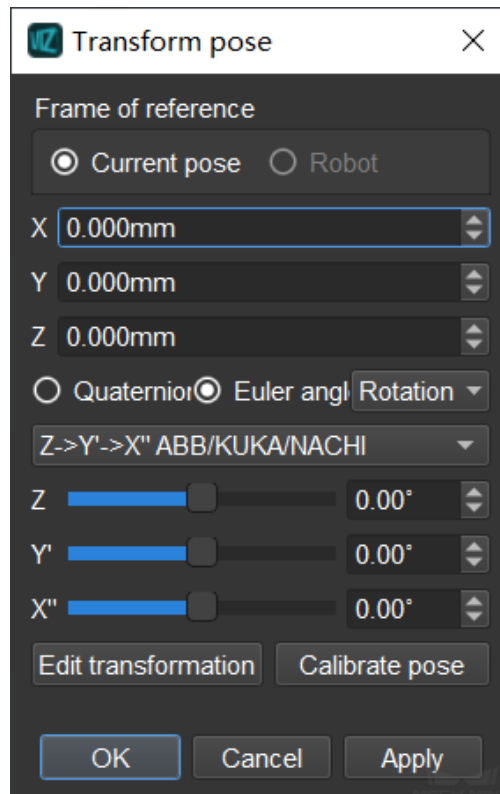 VIZ Transform pose
Frame of reference
Current pose Robot
X 0.000mm
Y 0.000mm
Z 0.000mm
Quaternior Euler angl Rotation
Z->Y'->X" ABB/KUKA/NACHI
Z 0.00°
Y' 0.00°
X" 0.00°
Edit transformation Calibrate pose
OK Cancel Apply